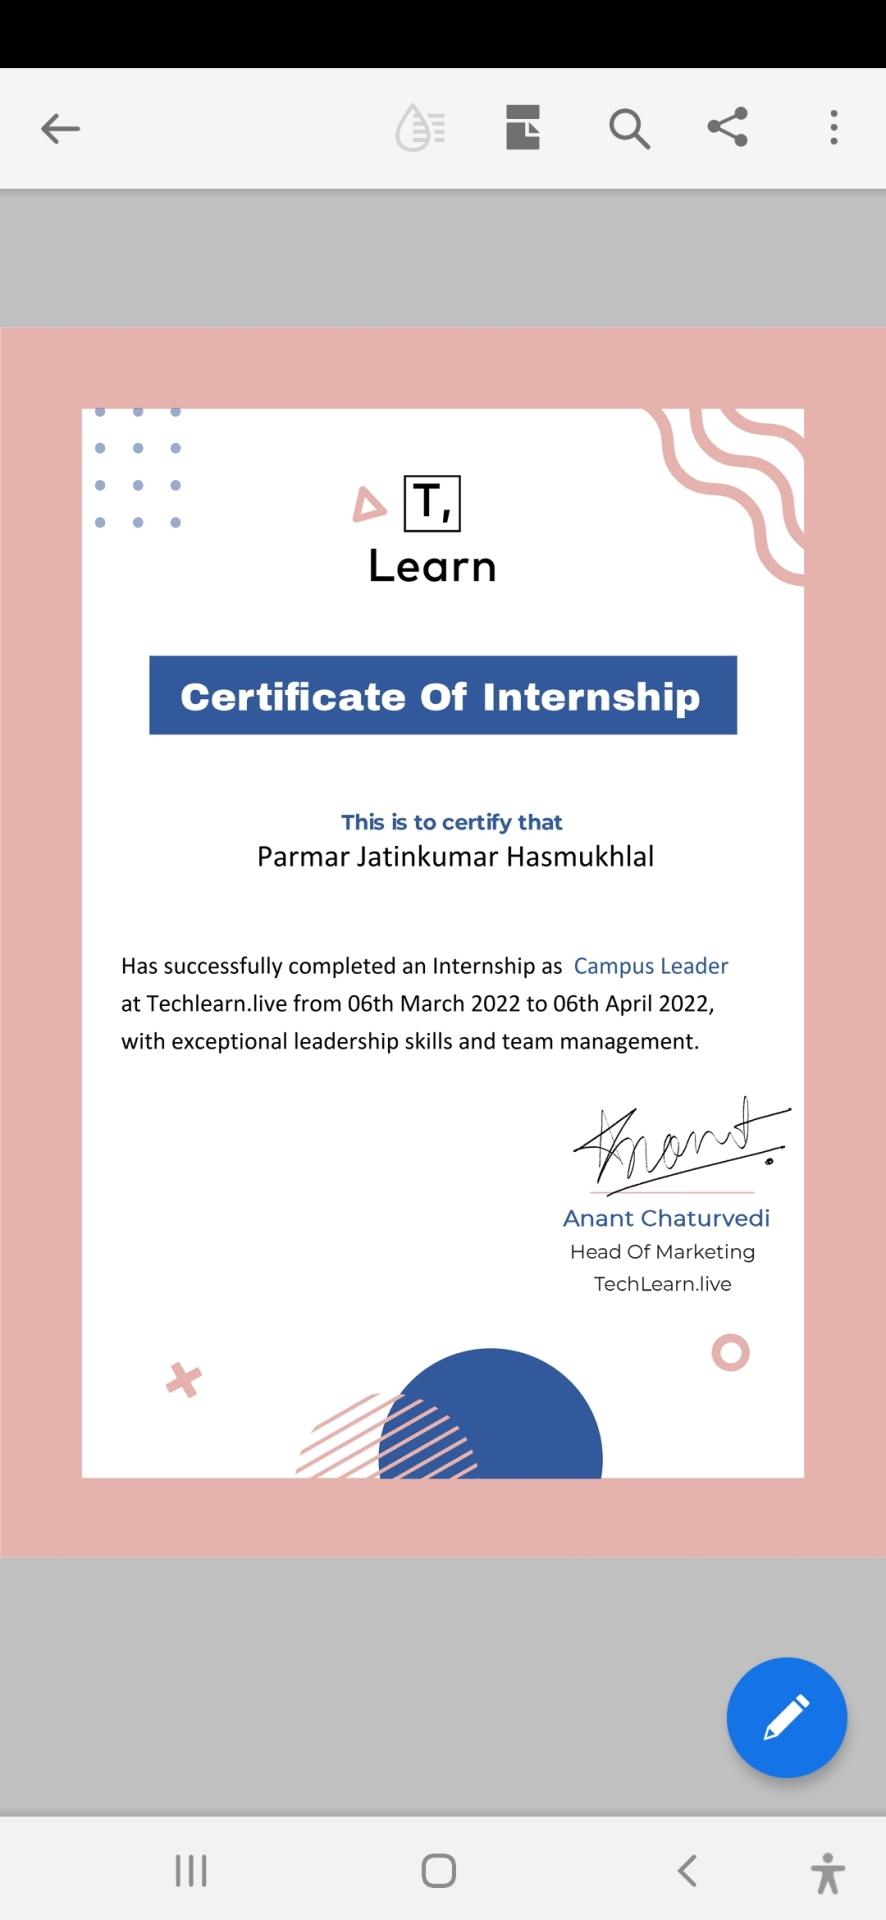 T,
Learn
Certificate Of Internship
This is to certify that
Parmar Jatinkumar Hasmukhlal
Has successfully completed an Internship as Campus Leader
at Techlearn.live from 06th March 2022 to 06th April 2022,
with exceptional leadership skills and team management.
Anant
Anant Chaturvedi
Head Of Marketing
TechLearn.live